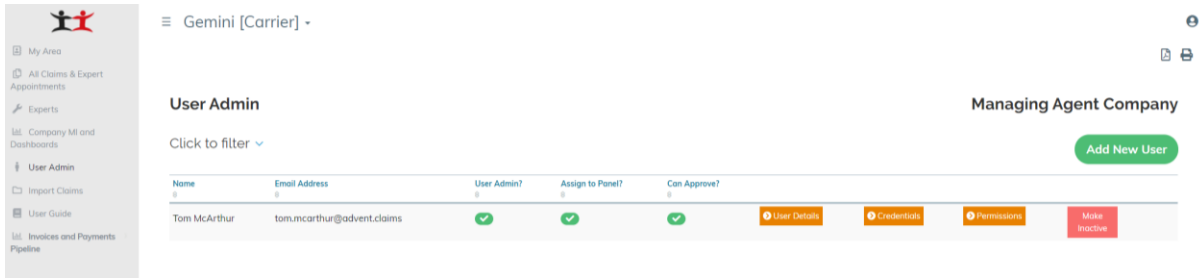 Gemini [Carrier]
My Area
All Claims & Expert
Appointments
Experts
Company MI and
Dashboards
User Admin
Import Claims
User Guide
Invoices and Payments
Pipeline
User Admin
Managing Agent Company
Click to filter
Add New User
Name Email Address User Admin? Assign to Panel? Can Approve?
Tom McArthur tom.mcarthur@advent.claims User Details Credentials Permissions Make
Inactive